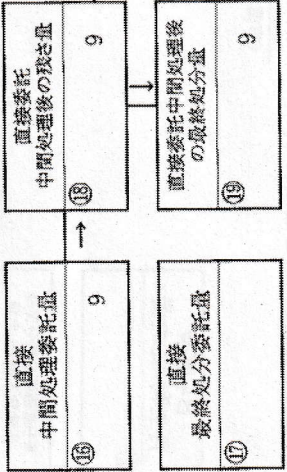 直接
中間処理委託量
⑯
9
直接委託
中間処理後の残さ量
⑱
9
→
直接
最終処分委託量
⑰
直接委託中間処理後
の最終処分量
⑲
9